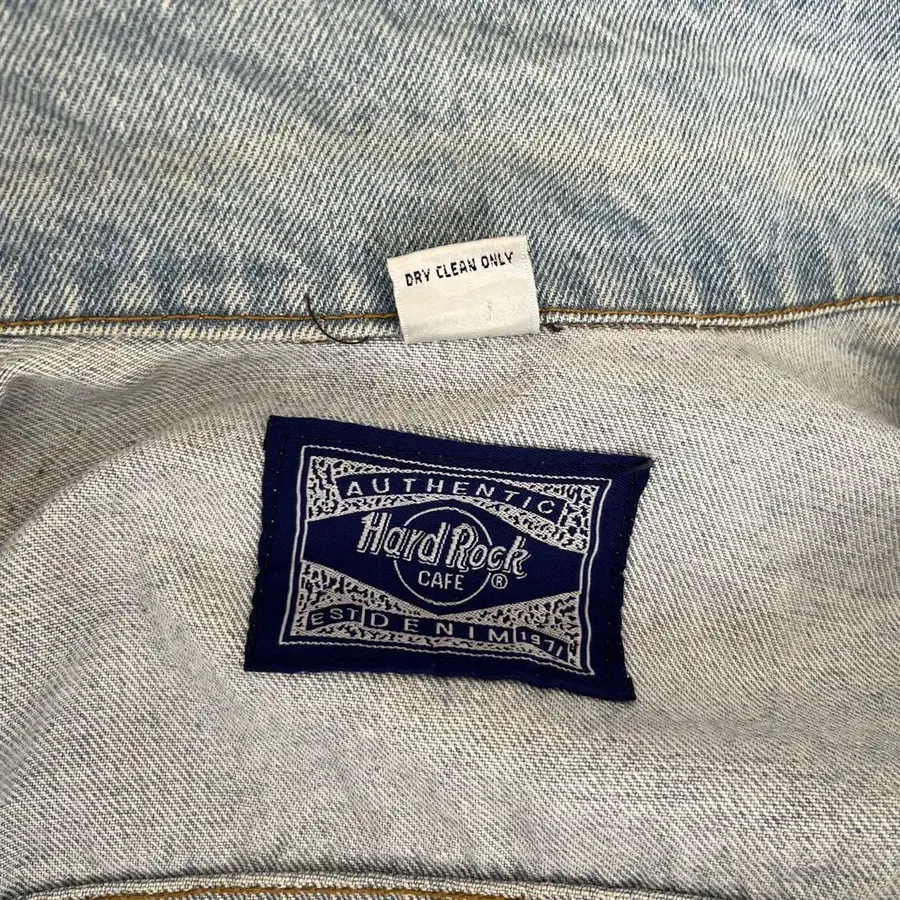 DRY CLEAN ONLY
AUTHENTIC
Hard Rock
CAFE ®
EST DENIM 1971